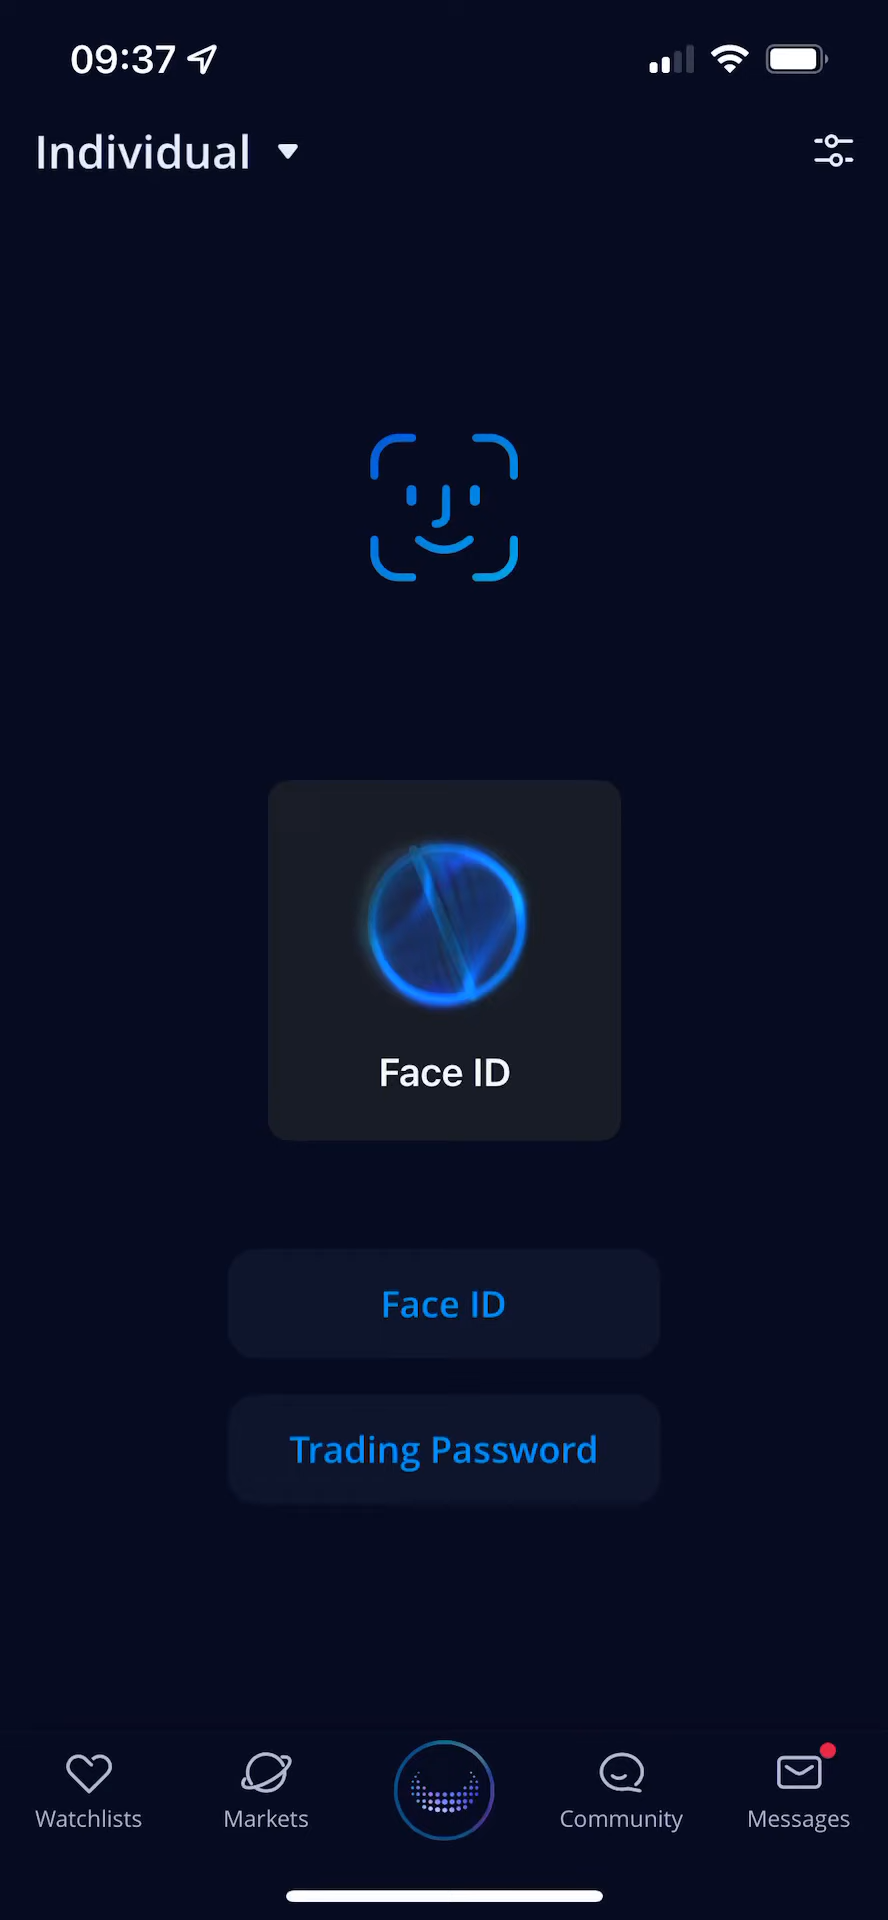 09:37
Individual
Face ID
Face ID
Trading Password
Watchlists
Markets
Community
Messages